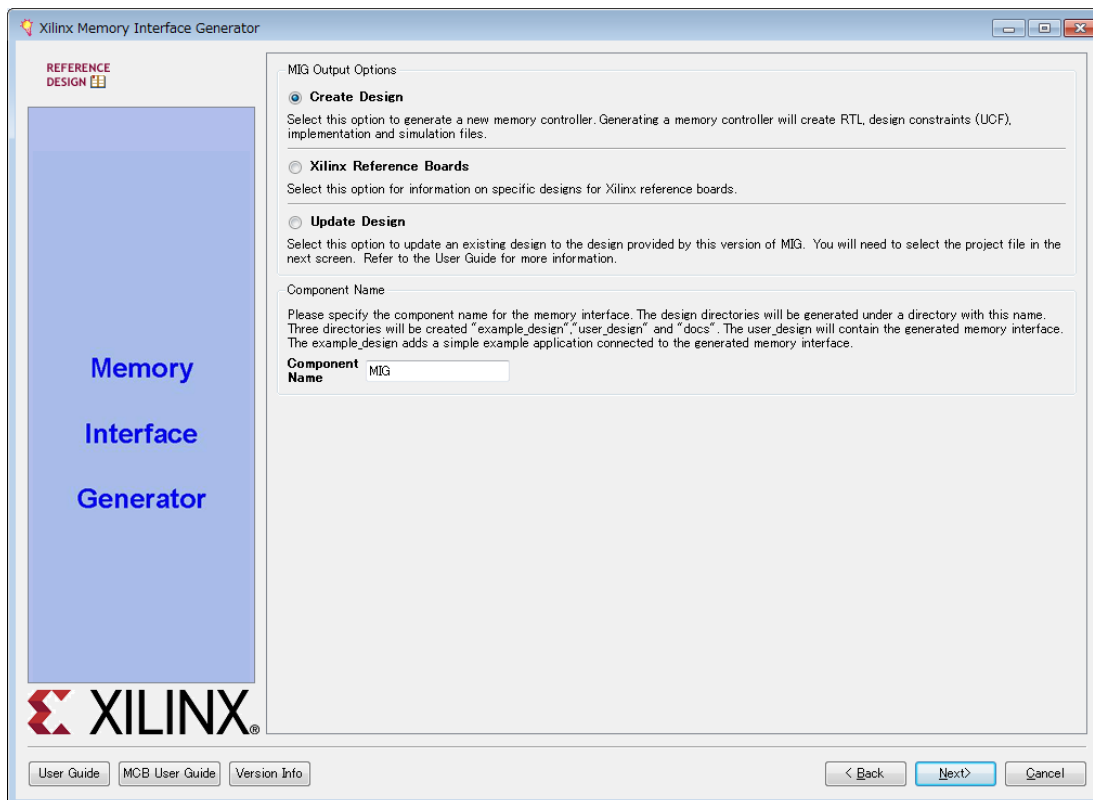 Xilinx Memory Interface Generator
REFERENCE
DESIGN
MIG Output Options
Create Design
Select this option to generate a new memory controller. Generating a memory controller will create RTL, design constraints (UCF),
implementation and simulation files.
Xilinx Reference Boards
Select this option for information on specific designs for Xilinx reference boards.
Update Design
Select this option to update an existing design to the design provided by this version of MIG. You will need to select the project file in the
next screen. Refer to the User Guide for more information.
Component Name
Please specify the component name for the memory interface. The design directories will be generated under a directory with this name.
Three directories will be created "example_design","user_design" and "docs". The user_design will contain the generated memory interface.
The example_design adds a simple example application connected to the generated memory interface.
Component
Name
MIG
Memory
Interface
Generator
XILINX®
User Guide
MCB User Guide
Version Info
< Back
Next>
Cancel